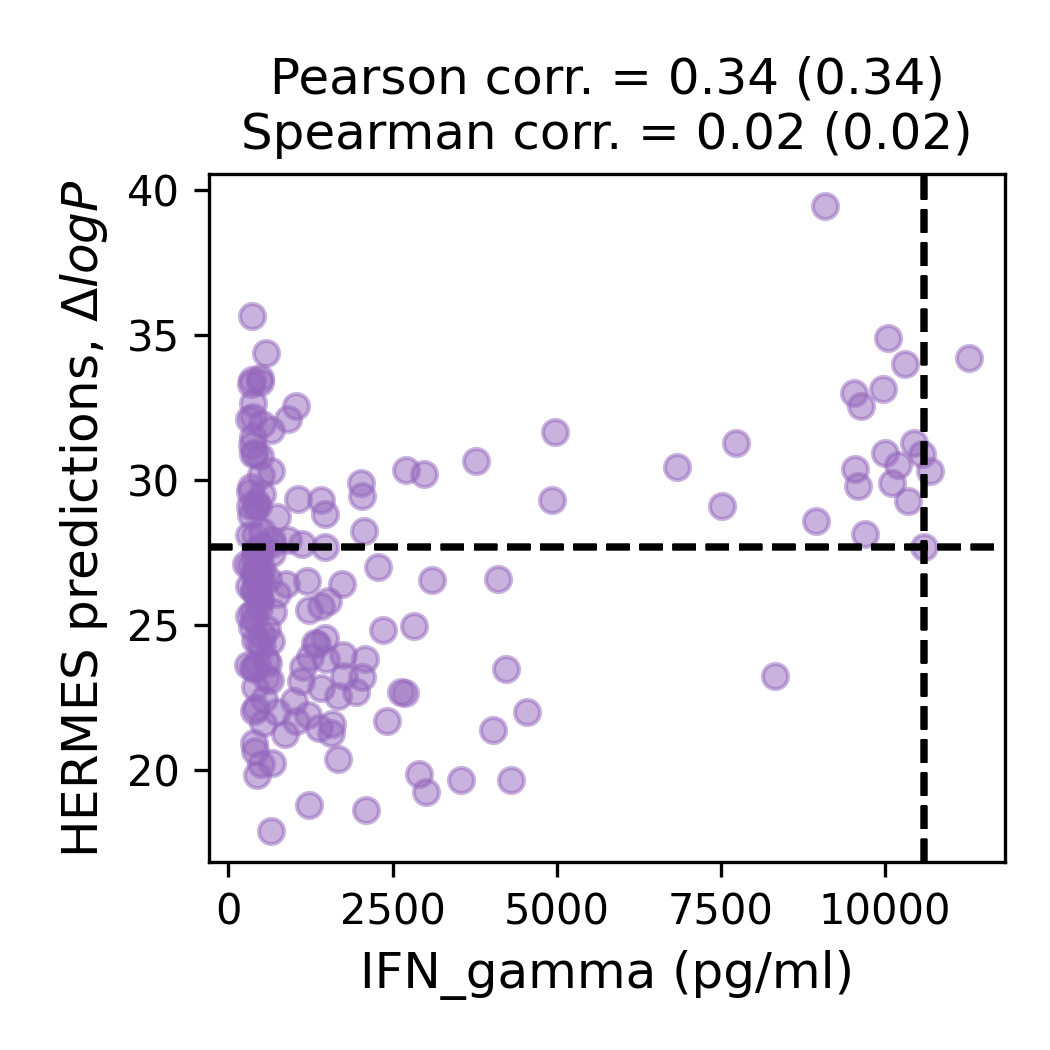 Pearson corr. = 0.34 (0.34)
Spearman corr. = 0.02 (0.02)
HERMES predictions, ΔlogP
40
35
30
25
20
0 2500 5000 7500 10000
IFN_gamma (pg/ml)